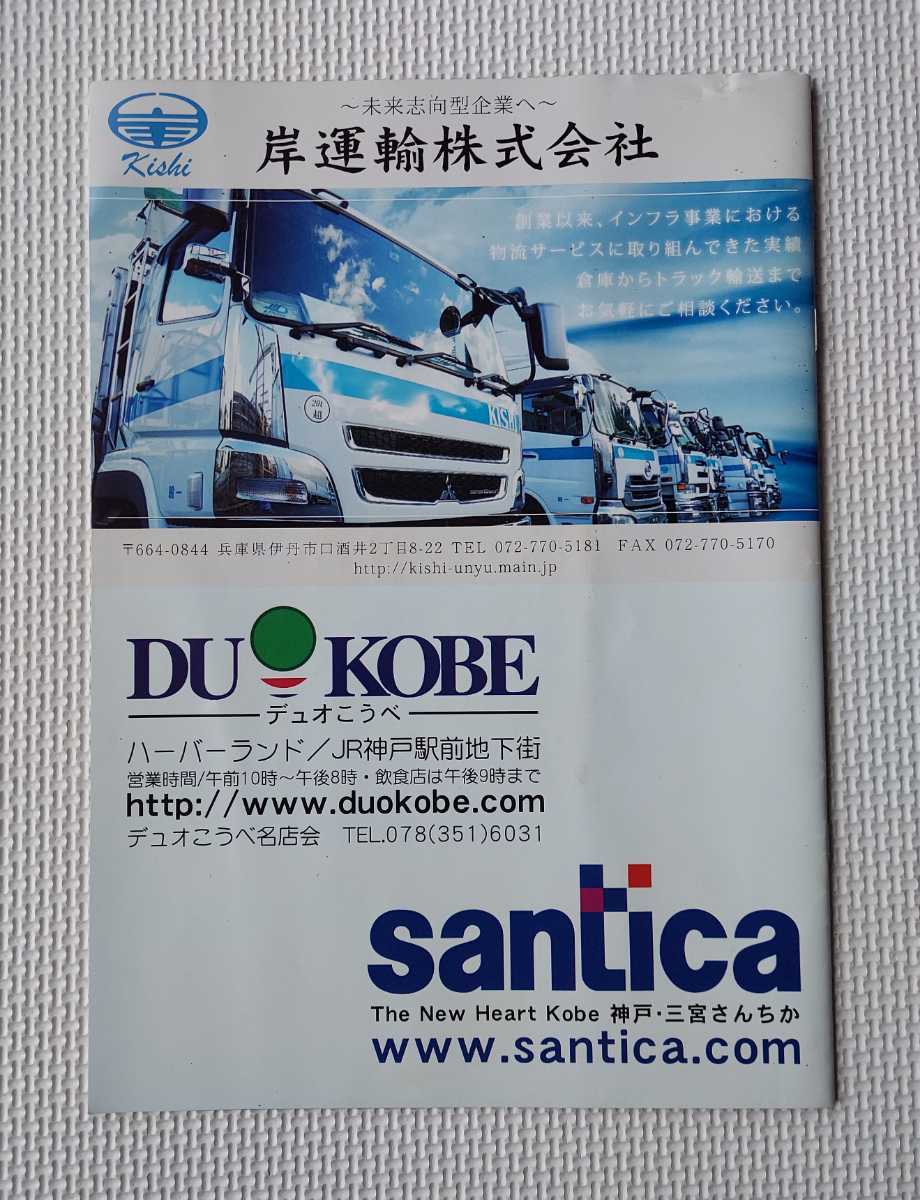 ～未来志向型企業へ～
Kishi
岸運輸株式会社
創業以来、インフラ事業における
物流サービスに取り組んできた実績
倉庫からトラック輸送まで
お気軽にご相談ください。
KISHI
〒664-0844 兵庫県伊丹市口酒井2丁目8-22 TEL 072-770-5181 FAX 072-770-5170
http://kishi-unyu.main.jp
DUO KOBE
デュオこうべ
ハーバーランド／JR神戸駅前地下街
営業時間/午前10時～午後8時・飲食店は午後9時まで
http://www.duokobe.com
デュオこうべ名店会 TEL.078(351)6031
santica
The New Heart Kobe 神戸・三宮さんちか
www.santica.com